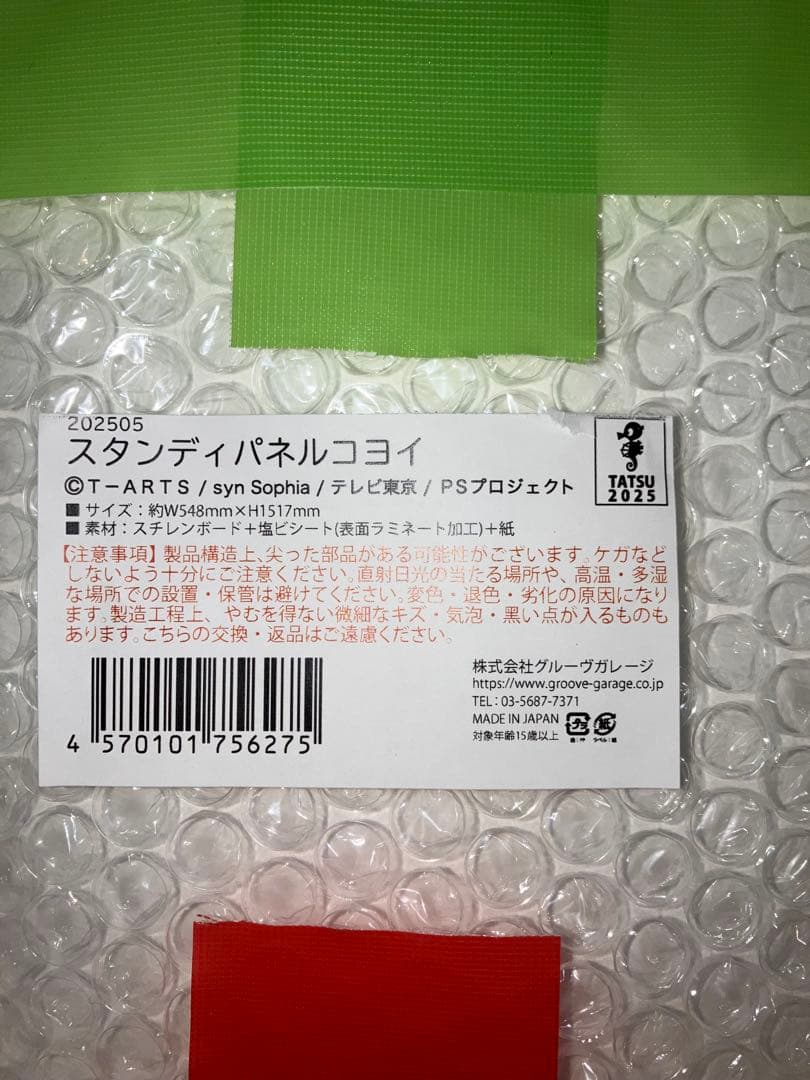 202505
スタンディパネルコヨイ
©T-ARTS / syn Sophia / テレビ東京 / PSプロジェクト
TATSU
2025
■ サイズ：約W548mm×H1517mm
■ 素材：スチレンボード＋塩ビシート(表面ラミネート加工)＋紙
【注意事項】製品構造上、尖った部品がある可能性がございます。ケガなど
しないよう十分にご注意ください。直射日光の当たる場所や、高温・多湿
な場所での設置・保管は避けてください。変色・退色・劣化の原因になり
ます。製造工程上、やむを得ない微細なキズ・気泡・黒い点が入るものも
あります。こちらの交換・返品はご遠慮ください。
4 570101 756275
株式会社グルーヴガレージ
https://www.groove-garage.co.jp
TEL：03-5687-7371
MADE IN JAPAN
対象年齢15歳以上
プラ
紙